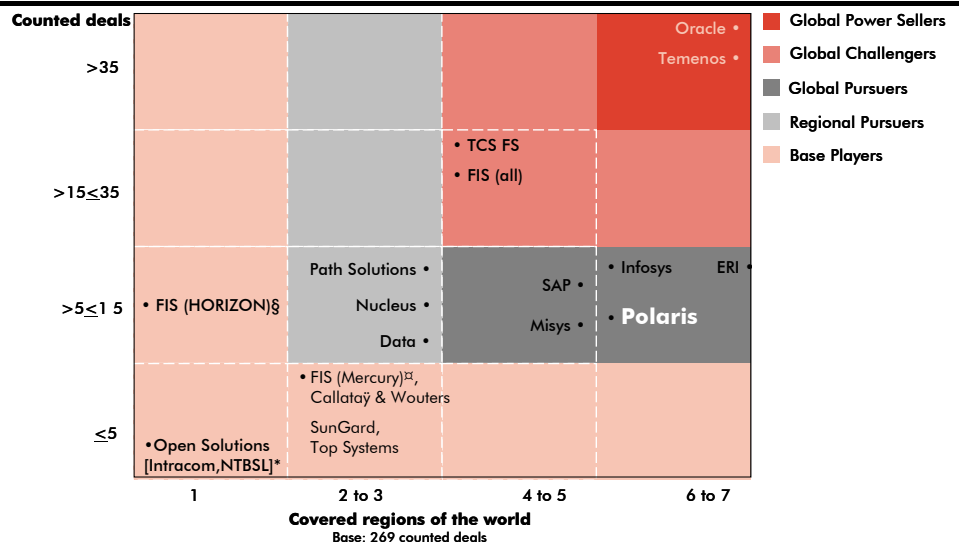 Counted deals
Oracle •
Temenos •
>35
• TCS FS
• FIS (all)
>15≤35
Path Solutions •
Nucleus •
Data •
SAP •
Misys •
• Infosys
ERI •
• Polaris
• FIS (HORIZON)§
>5≤1 5
• FIS (Mercury)¤,
Callataÿ & Wouters
SunGard,
Top Systems
≤5
•Open Solutions
[Intracom,NTBSL]*
1
2 to 3
4 to 5
6 to 7
Covered regions of the world
Base: 269 counted deals
Global Power Sellers
Global Challengers
Global Pursuers
Regional Pursuers
Base Players